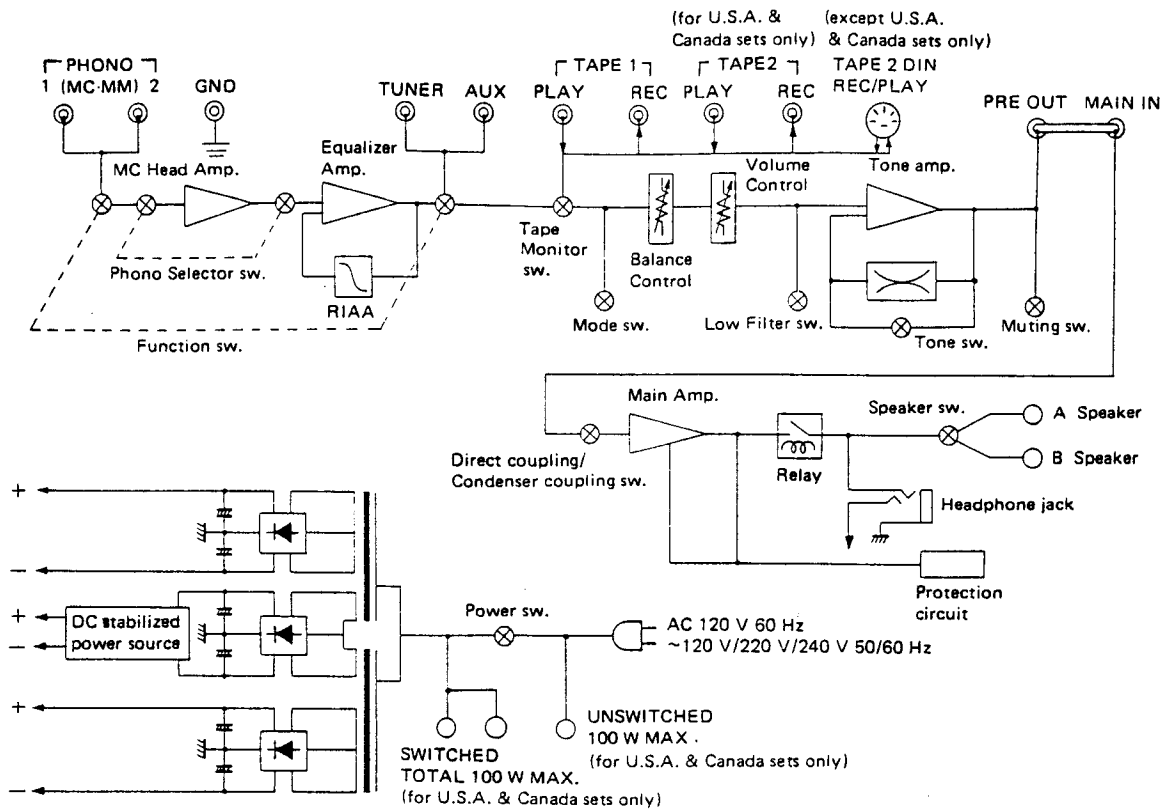 (for U.S.A. &
Canada sets only)
(except U.S.A.
& Canada sets only)
PHONO
1 (MC·MM) 2
GND
TUNER
AUX
TAPE 1
PLAY
REC
TAPE2
PLAY
REC
TAPE 2 DIN
REC/PLAY
PRE OUT
MAIN IN
MC Head Amp.
Equalizer
Amp.
Volume
Control
Tone amp.
Phono Selector sw.
RIAA
Function sw.
Tape
Monitor
sw.
Balance
Control
Mode sw.
Low Filter sw.
Tone sw.
Muting sw.
Main Amp.
Direct coupling/
Condenser coupling sw.
Relay
Speaker sw.
A Speaker
B Speaker
Headphone jack
Protection
circuit
+
−
+
−
DC stabilized
power source
+
−
Power sw.
AC 120 V 60 Hz
~120 V/220 V/240 V 50/60 Hz
UNSWITCHED
100 W MAX.
(for U.S.A. & Canada sets only)
SWITCHED
TOTAL 100 W MAX.
(for U.S.A. & Canada sets only)